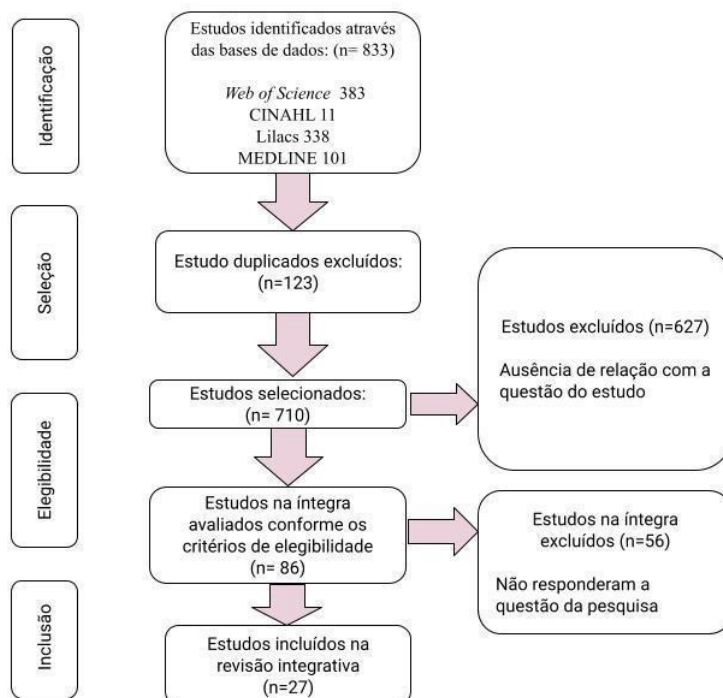 Identificação
Estudos identificados através
das bases de dados: (n= 833)
Web of Science 383
CINAHL 11
Lilacs 338
MEDLINE 101
Seleção
Estudo duplicados excluídos:
(n=123)
Estudos excluídos (n=627)
Ausência de relação com a
questão do estudo
Estudos selecionados:
(n= 710)
Elegibilidade
Estudos na íntegra
avaliados conforme os
critérios de elegibilidade
(n= 86)
Estudos na íntegra
excluídos (n=56)
Não responderam a
questão da pesquisa
Inclusão
Estudos incluídos na
revisão integrativa
(n=27)